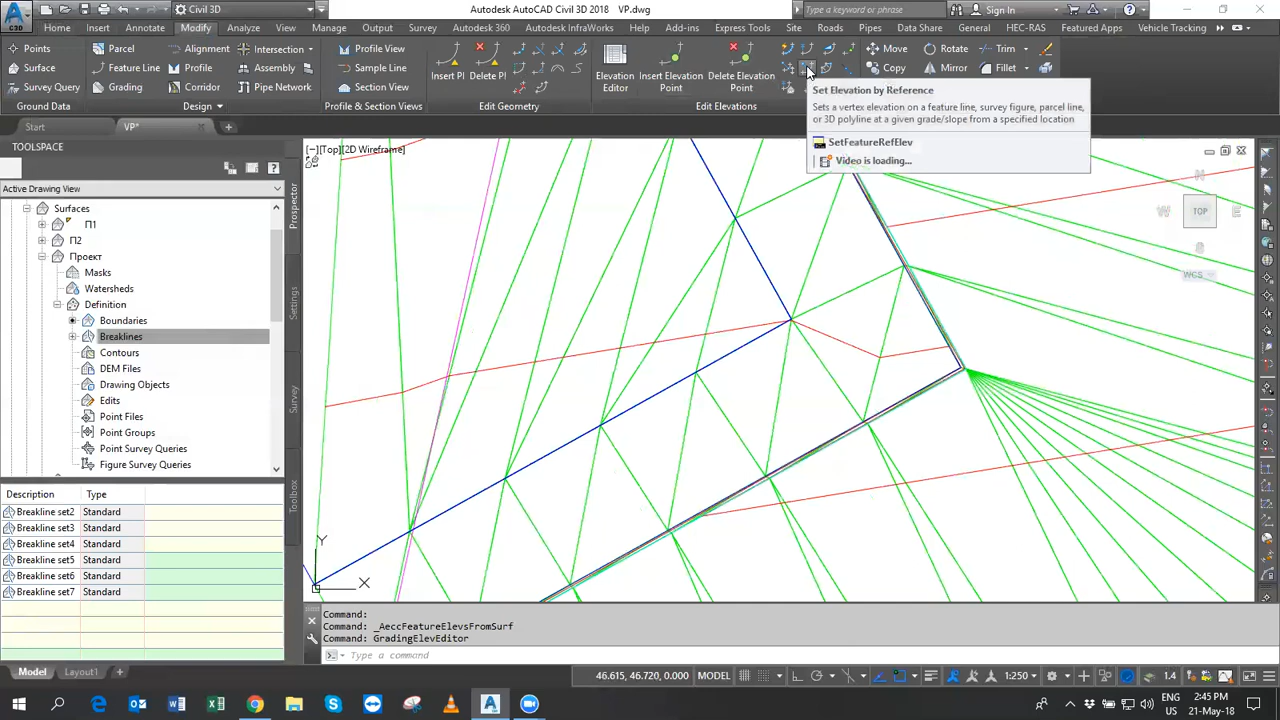 Civil 3D
Autodesk AutoCAD Civil 3D 2018 VP.dwg
Type a keyword or phrase
Sign In
Home Insert Annotate Modify Analyze View Manage Output Survey Autodesk 360 InfraWorks Help Add-ins Express Tools Site Roads Parcels Data Share General HEC-RAS Featured Apps Vehicle Tracking
Points Parcel Alignment Intersection Profile View
Surface Feature Line Profile Assembly Sample Line
Survey Query Grading Corridor Pipe Network Section View
Insert PI Delete PI
Elevation Editor
Insert Elevation Point
Delete Elevation Point
Move Rotate Trim
Copy Mirror Fillet
Ground Data Design Profile & Section Views Edit Geometry Edit Elevations
Set Elevation by Reference
Sets a vertex elevation on a feature line, survey figure, parcel line,
or 3D polyline at a given grade/slope from a specified location
SetFeatureRefElev
Video is loading...
Start VP*
TOOLSPACE
[−][Top][2D Wireframe]
Active Drawing View
Surfaces
П1
П2
Проект
Masks
Watersheds
Definition
Boundaries
Breaklines
Contours
DEM Files
Drawing Objects
Edits
Point Files
Point Groups
Point Survey Queries
Figure Survey Queries
Prospector
Settings
Survey
Toolbox
N
W TOP E
S
WCS
Description Type
Breakline set2 Standard
Breakline set3 Standard
Breakline set4 Standard
Breakline set5 Standard
Breakline set6 Standard
Breakline set7 Standard
Y
X
Command:
Command: _AeccFeatureElevsFromSurf
Command: GradingElevEditor
Type a command
Model Layout1 +
46.615, 46.720, 0.000 MODEL
1:250
1.4
ENG
US
2:45 PM
21-May-18